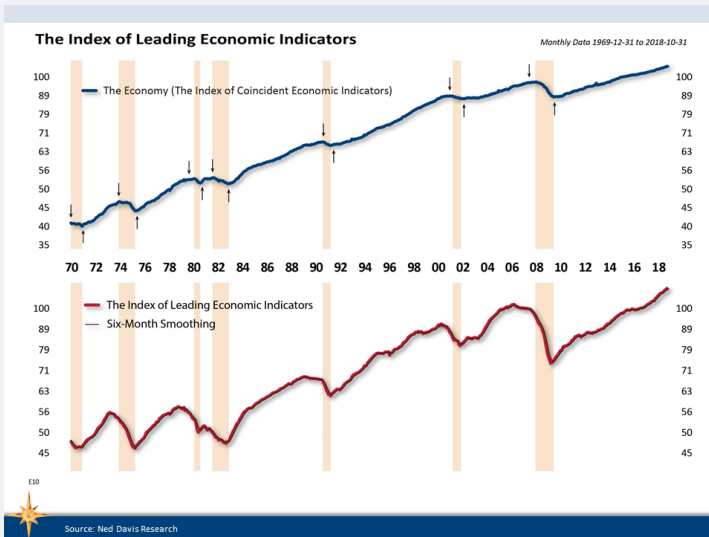 The Index of Leading Economic Indicators
Monthly Data 1969-12-31 to 2018-10-31
The Economy (The Index of Coincident Economic Indicators)
100 100
89 89
79 79
71 71
63 63
56 56
50 50
45 45
40 40
35 35
70 72 74 76 78 80 82 84 86 88 90 92 94 96 98 00 02 04 06 08 10 12 14 16 18
The Index of Leading Economic Indicators
Six-Month Smoothing
100 100
89 89
79 79
71 71
63 63
56 56
50 50
45 45
E10
Source: Ned Davis Research